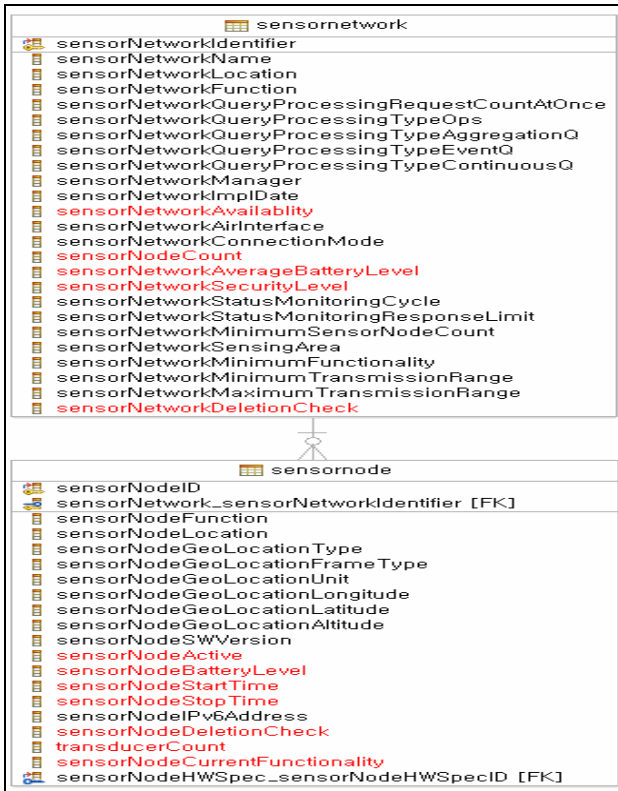 sensornetwork
sensorNetworkIdentifier
sensorNetworkName
sensorNetworkLocation
sensorNetworkFunction
sensorNetworkQueryProcessingRequestCountAtOnce
sensorNetworkQueryProcessingTypeOps
sensorNetworkQueryProcessingTypeAggregationQ
sensorNetworkQueryProcessingTypeEventQ
sensorNetworkQueryProcessingTypeContinuousQ
sensorNetworkManager
sensorNetworkImplDate
sensorNetworkAvailablity
sensorNetworkAirInterface
sensorNetworkConnectionMode
sensorNodeCount
sensorNetworkAverageBatteryLevel
sensorNetworkSecurityLevel
sensorNetworkStatusMonitoringCycle
sensorNetworkStatusMonitoringResponseLimit
sensorNetworkMinimumSensorNodeCount
sensorNetworkSensingArea
sensorNetworkMinimumFunctionality
sensorNetworkMinimumTransmissionRange
sensorNetworkMaximumTransmissionRange
sensorNetworkDeletionCheck
sensornode
sensorNodeID
sensorNetwork_sensorNetworkIdentifier [FK]
sensorNodeFunction
sensorNodeLocation
sensorNodeGeoLocationType
sensorNodeGeoLocationFrameType
sensorNodeGeoLocationUnit
sensorNodeGeoLocationLongitude
sensorNodeGeoLocationLatitude
sensorNodeGeoLocationAltitude
sensorNodeSWVersion
sensorNodeActive
sensorNodeBatteryLevel
sensorNodeStartTime
sensorNodeStopTime
sensorNodeIPv6Address
sensorNodeDeletionCheck
transducerCount
sensorNodeCurrentFunctionality
sensorNodeHWSpec_sensorNodeHWSpecID [FK]